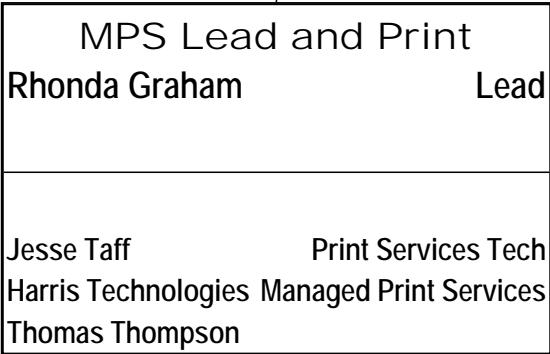 MPS Lead and Print
Rhonda Graham Lead
Jesse Taff Print Services Tech
Harris Technologies Managed Print Services
Thomas Thompson